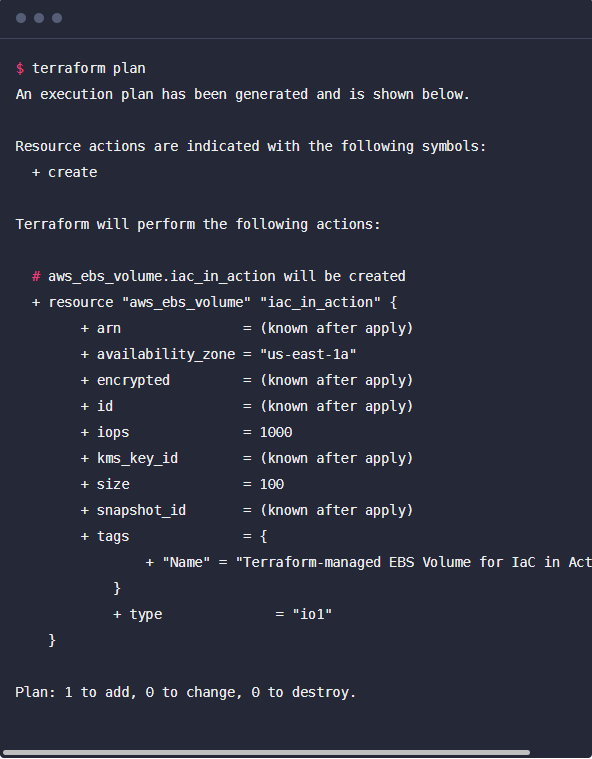 $ terraform plan
An execution plan has been generated and is shown below.
Resource actions are indicated with the following symbols:
+ create
Terraform will perform the following actions:
# aws_ebs_volume.iac_in_action will be created
+ resource "aws_ebs_volume" "iac_in_action" {
+ arn = (known after apply)
+ availability_zone = "us-east-1a"
+ encrypted = (known after apply)
+ id = (known after apply)
+ iops = 1000
+ kms_key_id = (known after apply)
+ size = 100
+ snapshot_id = (known after apply)
+ tags = {
+ "Name" = "Terraform-managed EBS Volume for IaC in Act
}
+ type = "io1"
}
Plan: 1 to add, 0 to change, 0 to destroy.